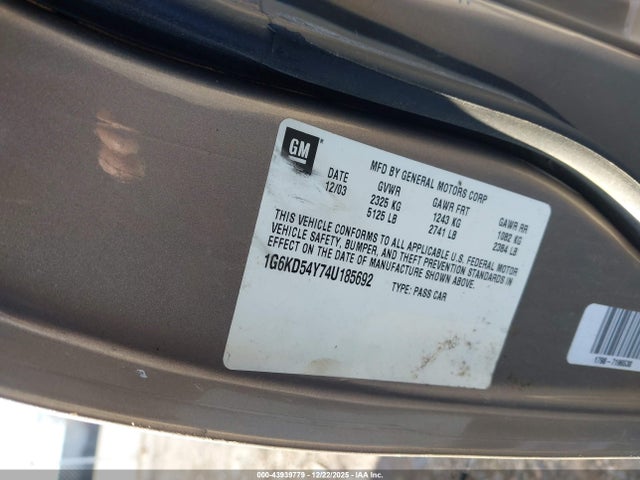 GM
MFD BY GENERAL MOTORS CORP
DATE GVWR GAWR FRT GAWR RR
12/03 2325 KG 1243 KG 1082 KG
5125 LB 2741 LB 2384 LB
THIS VEHICLE CONFORMS TO ALL APPLICABLE U.S. FEDERAL MOTOR
VEHICLE SAFETY, BUMPER, AND THEFT PREVENTION STANDARDS IN
EFFECT ON THE DATE OF MANUFACTURE SHOWN ABOVE.
1G6KD54Y74U185692 TYPE: PASS CAR
© IAA 000-43939779 - 12/22/2025 - IAA HOLDINGS, LLC